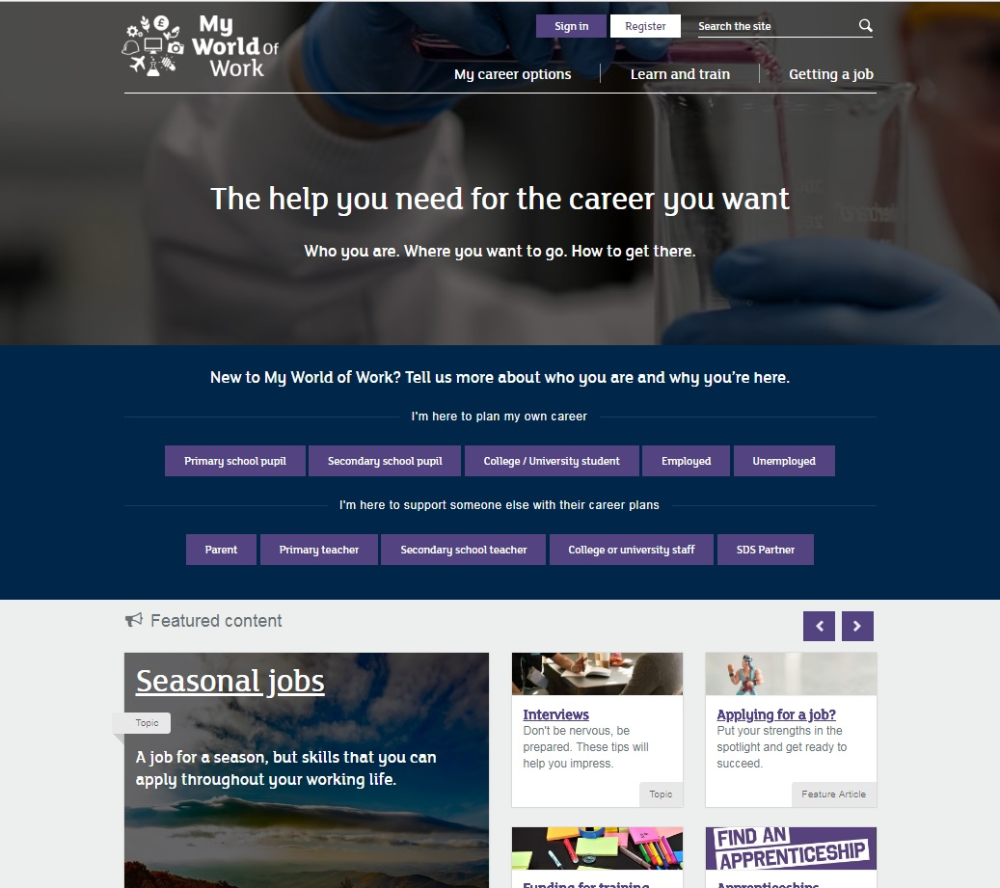 My
World OF
Work
Sign in
Register
Search the site
My career options
Learn and train
Getting a job
The help you need for the career you want
Who you are. Where you want to go. How to get there.
New to My World of Work? Tell us more about who you are and why you're here.
I'm here to plan my own career
Primary school pupil
Secondary school pupil
College / University student
Employed
Unemployed
I'm here to support someone else with their career plans
Parent
Primary teacher
Secondary school teacher
College or university staff
SDS Partner
Featured content
Seasonal jobs
Topic
A job for a season, but skills that you can
apply throughout your working life.
Interviews
Don't be nervous, be
prepared. These tips will
help you impress.
Topic
Applying for a job?
Put your strengths in the
spotlight and get ready to
succeed.
Feature Article
Funding for training
FIND AN
APPRENTICESHIP
Apprenticeships